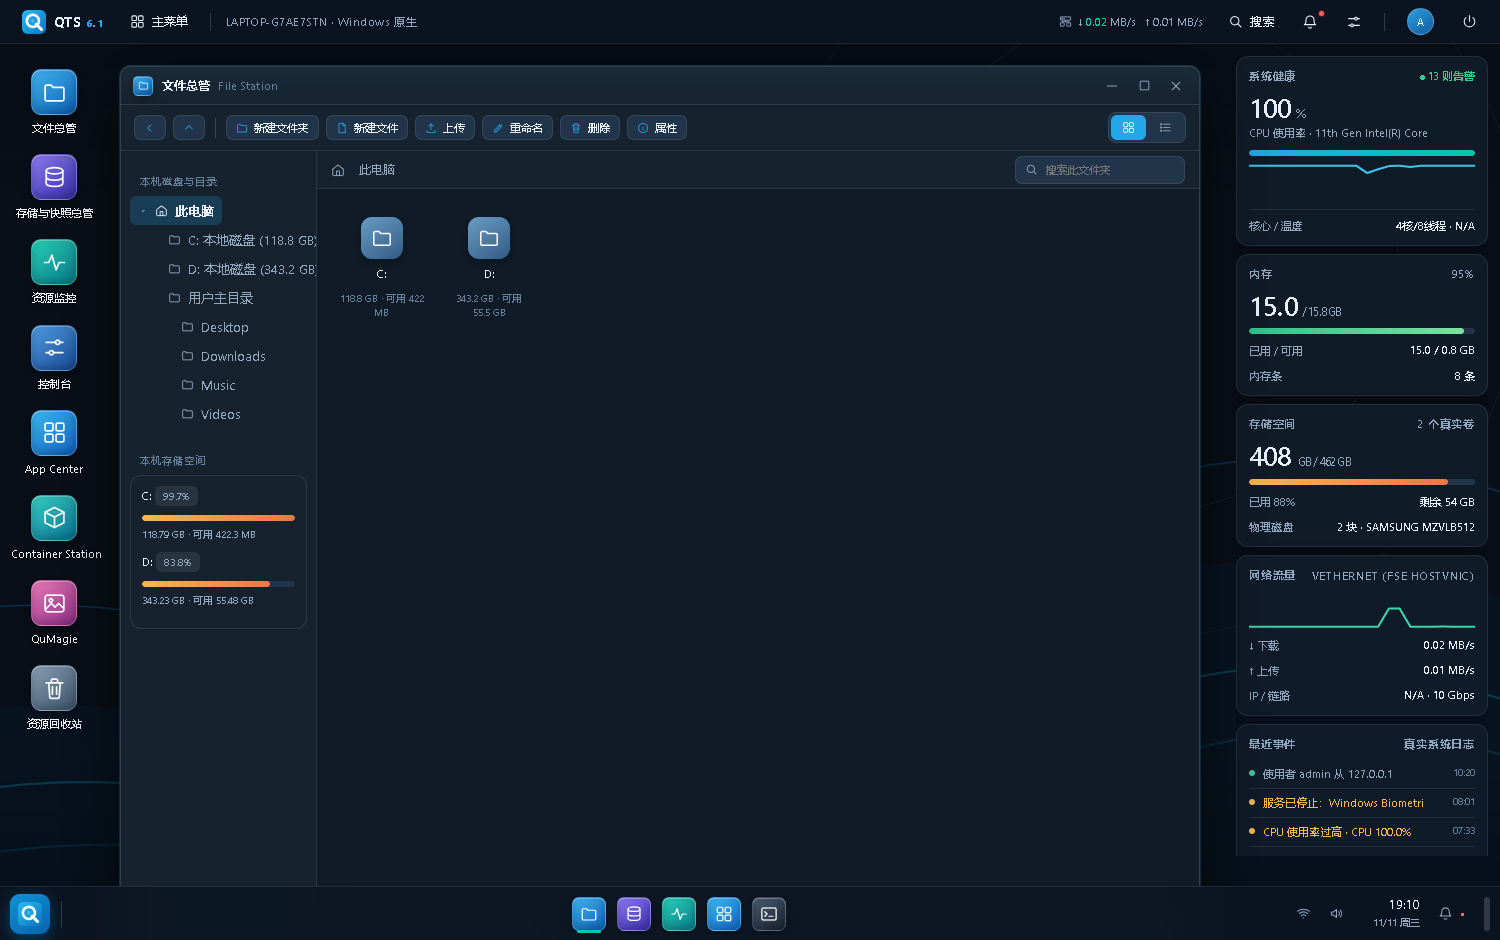 QTS 6.1
主菜单
LAPTOP-G7AE7STN · Windows 原生
↓0.02 MB/s ↑0.01 MB/s
搜索
A
文件总管
存储与快照总管
资源监控
控制台
App Center
Container Station
QuMagie
资源回收站
文件总管 File Station
新建文件夹
新建文件
上传
重命名
删除
属性
本机磁盘与目录
此电脑
C: 本地磁盘 (118.8 GB)
D: 本地磁盘 (343.2 GB)
用户主目录
Desktop
Downloads
Music
Videos
本机存储空间
C: 99.7%
118.79 GB · 可用 422.3 MB
D: 83.8%
343.23 GB · 可用 55.48 GB
此电脑
搜索此文件夹
C:
118.8 GB · 可用 422
MB
D:
343.2 GB · 可用
55.5 GB
系统健康
13 则告警
100 %
CPU 使用率 · 11th Gen Intel(R) Core
核心 / 温度
4核/8线程 · N/A
内存
95%
15.0 / 15.8GB
已用 / 可用
15.0 / 0.8 GB
内存条
8 条
存储空间
2 个真实卷
408 GB / 462GB
已用 88%
剩余 54 GB
物理磁盘
2 块 · SAMSUNG MZVLB512
网络流量
VETHERNET (FSE HOSTVNIC)
↓ 下载
0.02 MB/s
↑ 上传
0.01 MB/s
IP / 链路
N/A · 10 Gbps
最近事件
真实系统日志
使用者 admin 从 127.0.0.1
10:20
服务已停止: Windows Biometri
08:01
CPU 使用率过高 · CPU 100.0%
07:33
19:10
11/11 周三